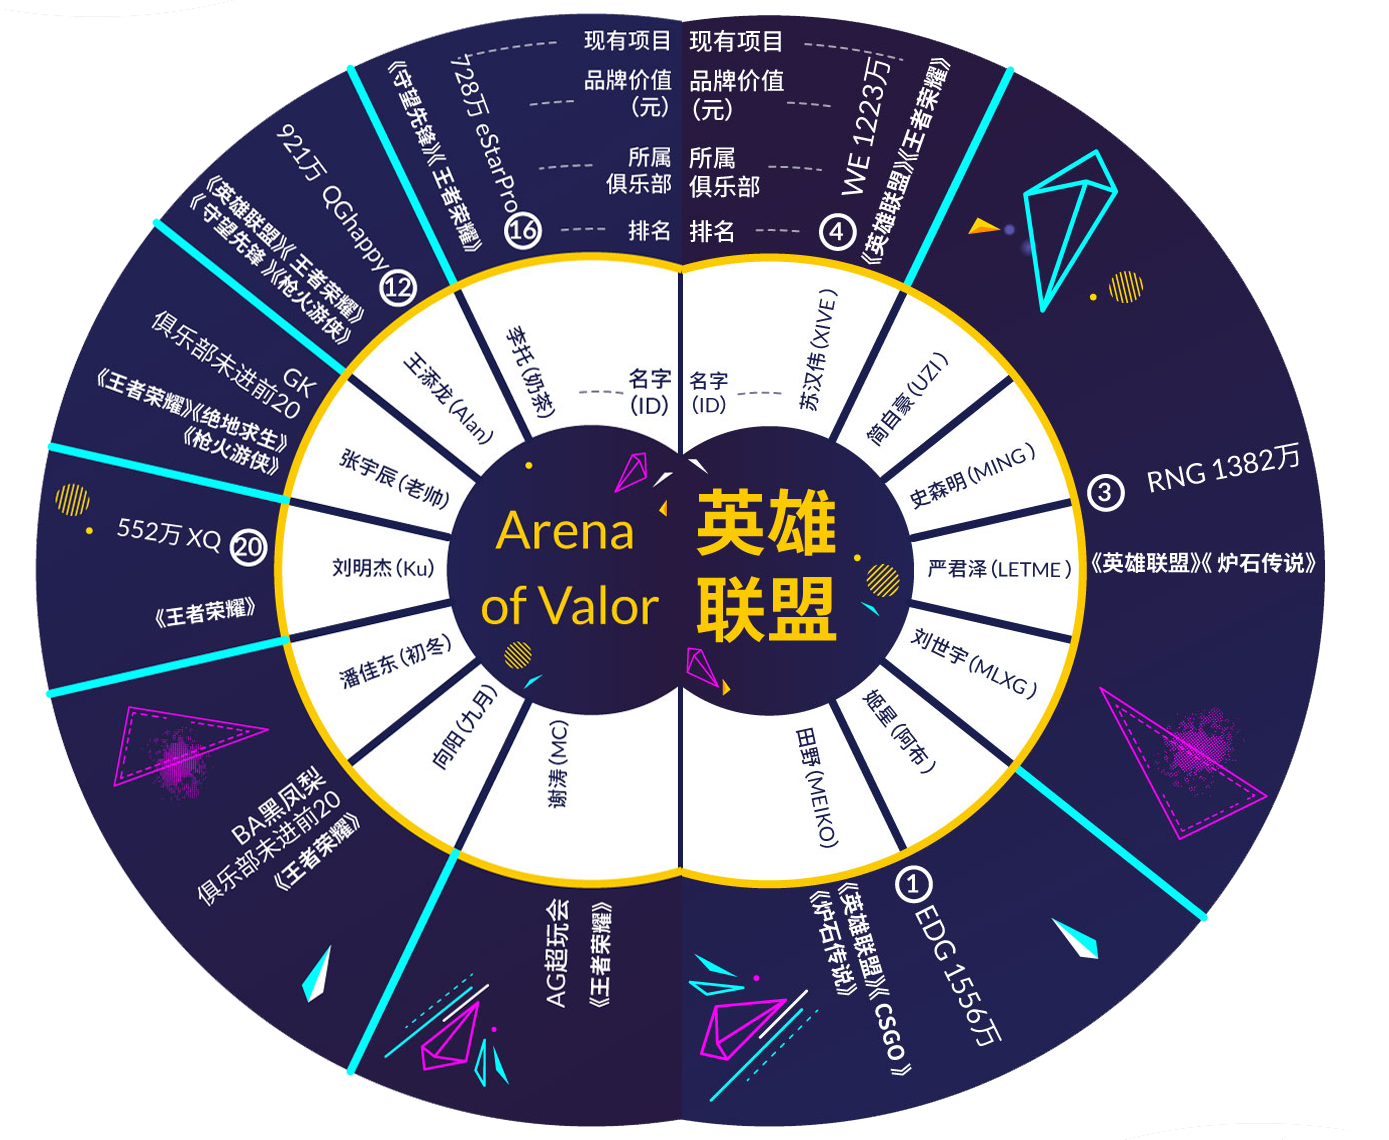 现有项目
品牌价值
（元）
所属
俱乐部
排名
名字
（ID）
728万 eStarPro
16
《守望先锋》《 王者荣耀》
李托（奶茶）
921万 QGhappy
12
《英雄联盟》《 王者荣耀》
《 守望先锋 》《枪火游侠》
王添龙（Alan）
GK
俱乐部未进前20
《王者荣耀》《绝地求生》
《枪火游侠》
张宇辰（老帅）
552万 XQ
20
《王者荣耀》
刘明杰（Ku）
潘佳东（初冬）
向阳（九月）
BA黑凤梨
俱乐部未进前20
《王者荣耀》
谢涛（MC）
AG超玩会
《王者荣耀》
Arena
of Valor
现有项目
品牌价值
（元）
所属
俱乐部
排名
名字
（ID）
WE 1223万
4
《英雄联盟》《王者荣耀》
苏汉伟（XIVE）
简自豪（UZI）
史森明（MING）
严君泽（LETME）
刘世宇（MLXG）
3
RNG 1382万
《英雄联盟》《 炉石传说》
姬星（阿布）
田野（MEIKO）
1
EDG 1556万
《英雄联盟》《 CSGO 》
《炉石传说》
英雄
联盟